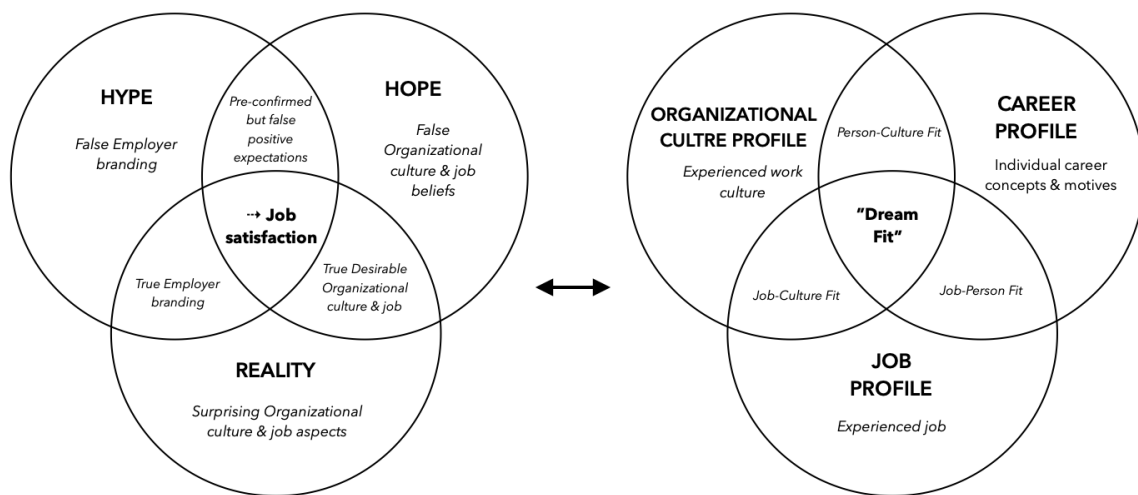 HYPE
False Employer
branding
Pre-confirmed
but false
positive
expectations
HOPE
False
Organizational
culture & job
beliefs
⇢ Job
satisfaction
True Employer
branding
True Desirable
Organizational
culture & job
REALITY
Surprising Organizational
culture & job aspects
ORGANIZATIONAL
CULTRE PROFILE
Experienced work
culture
Person-Culture Fit
CAREER
PROFILE
Individual career
concepts & motives
”Dream
Fit”
Job-Culture Fit
Job-Person Fit
JOB
PROFILE
Experienced job